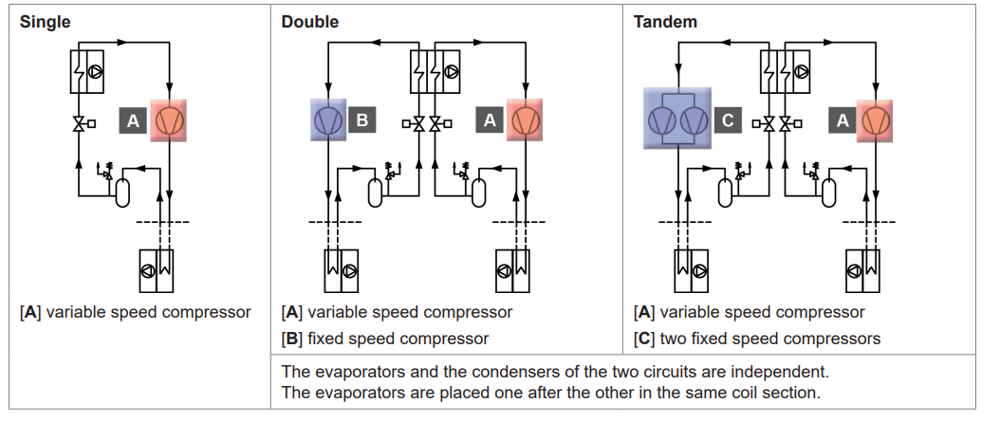 Single
A
[A] variable speed compressor
Double
B
A
[A] variable speed compressor
[B] fixed speed compressor
Tandem
C
A
[A] variable speed compressor
[C] two fixed speed compressors
The evaporators and the condensers of the two circuits are independent.
The evaporators are placed one after the other in the same coil section.